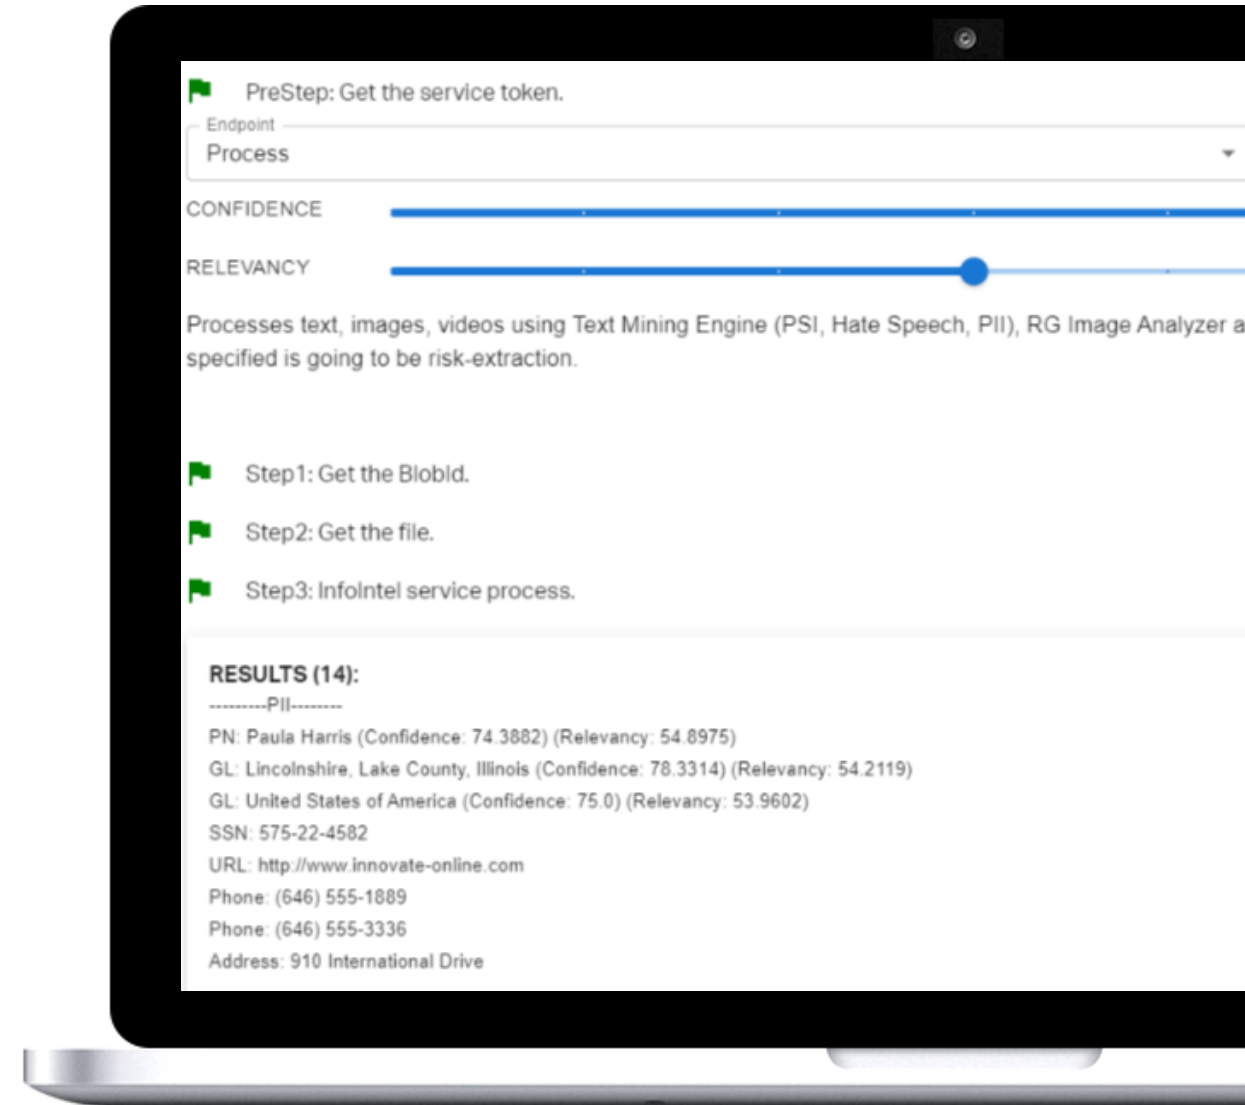 PreStep: Get the service token.
Endpoint
Process
CONFIDENCE
RELEVANCY
Processes text, images, videos using Text Mining Engine (PSI, Hate Speech, PII), RG Image Analyzer a
specified is going to be risk-extraction.
Step1: Get the BlobId.
Step2: Get the file.
Step3: InfoIntel service process.
RESULTS (14):
---------PII--------
PN: Paula Harris (Confidence: 74.3882) (Relevancy: 54.8975)
GL: Lincolnshire, Lake County, Illinois (Confidence: 78.3314) (Relevancy: 54.2119)
GL: United States of America (Confidence: 75.0) (Relevancy: 53.9602)
SSN: 575-22-4582
URL: http://www.innovate-online.com
Phone: (646) 555-1889
Phone: (646) 555-3336
Address: 910 International Drive